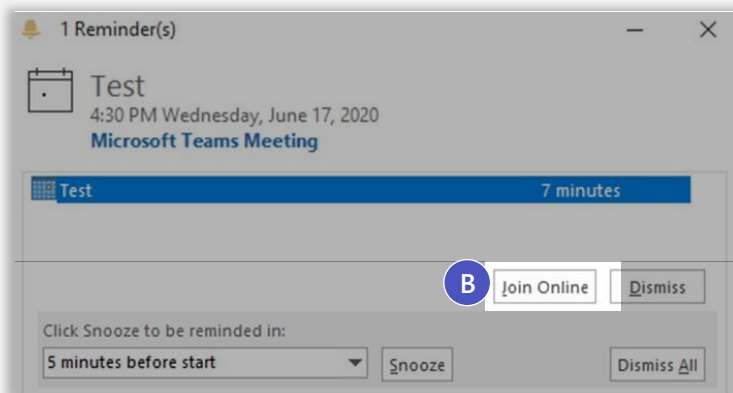 1 Reminder(s)
Test
4:30 PM Wednesday, June 17, 2020
Microsoft Teams Meeting
Test 7 minutes
B Join Online Dismiss
Click Snooze to be reminded in:
5 minutes before start Snooze Dismiss All